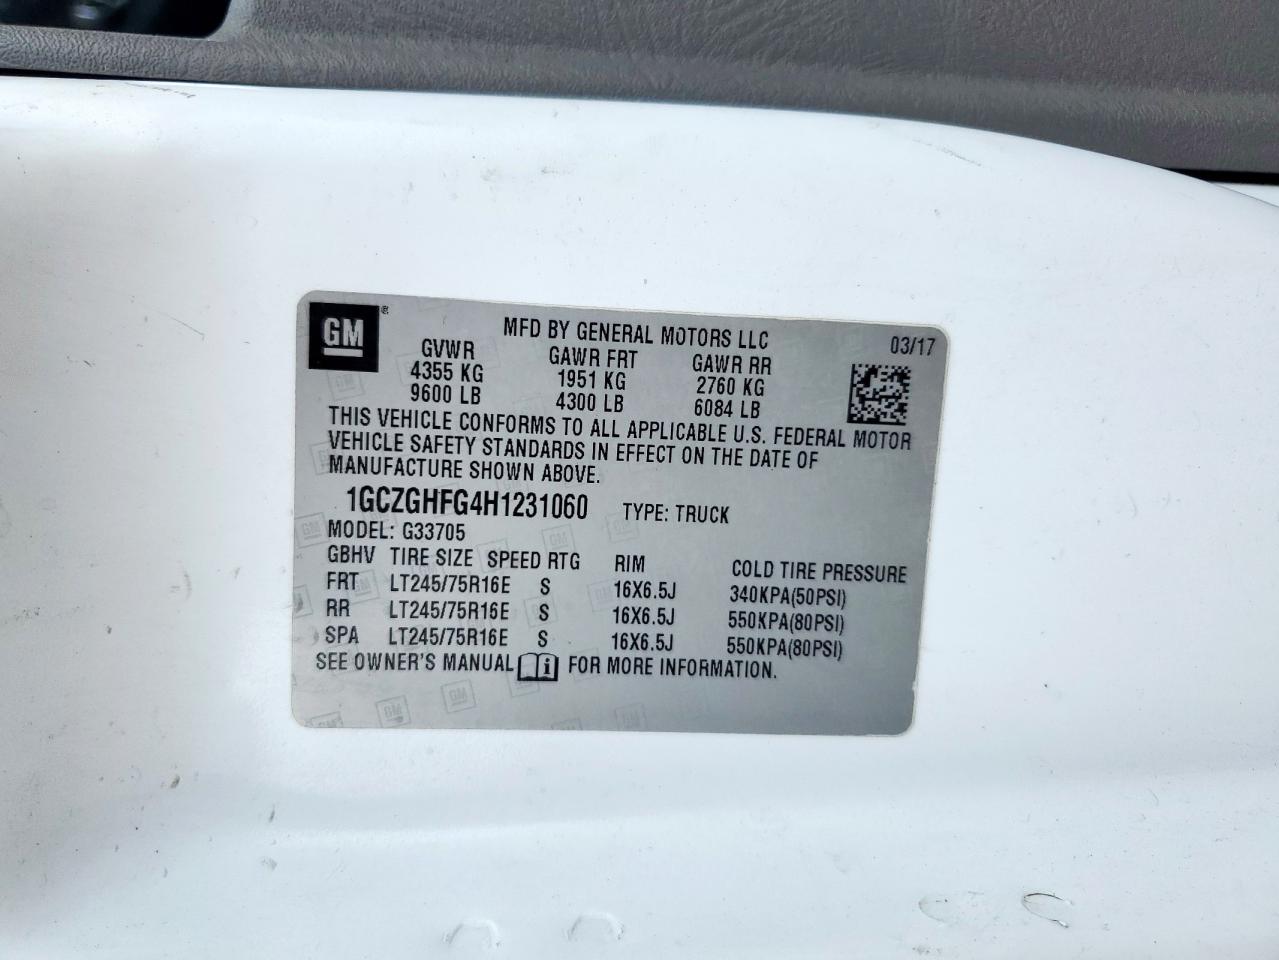 GM ®
MFD BY GENERAL MOTORS LLC 03/17
GVWR GAWR FRT GAWR RR
4355 KG 1951 KG 2760 KG
9600 LB 4300 LB 6084 LB
THIS VEHICLE CONFORMS TO ALL APPLICABLE U.S. FEDERAL MOTOR
VEHICLE SAFETY STANDARDS IN EFFECT ON THE DATE OF
MANUFACTURE SHOWN ABOVE.
1GCZGHFG4H1231060 TYPE: TRUCK
MODEL: G33705
GBHV TIRE SIZE SPEED RTG RIM COLD TIRE PRESSURE
FRT LT245/75R16E S 16X6.5J 340KPA(50PSI)
RR LT245/75R16E S 16X6.5J 550KPA(80PSI)
SPA LT245/75R16E S 16X6.5J 550KPA(80PSI)
SEE OWNER'S MANUAL FOR MORE INFORMATION.